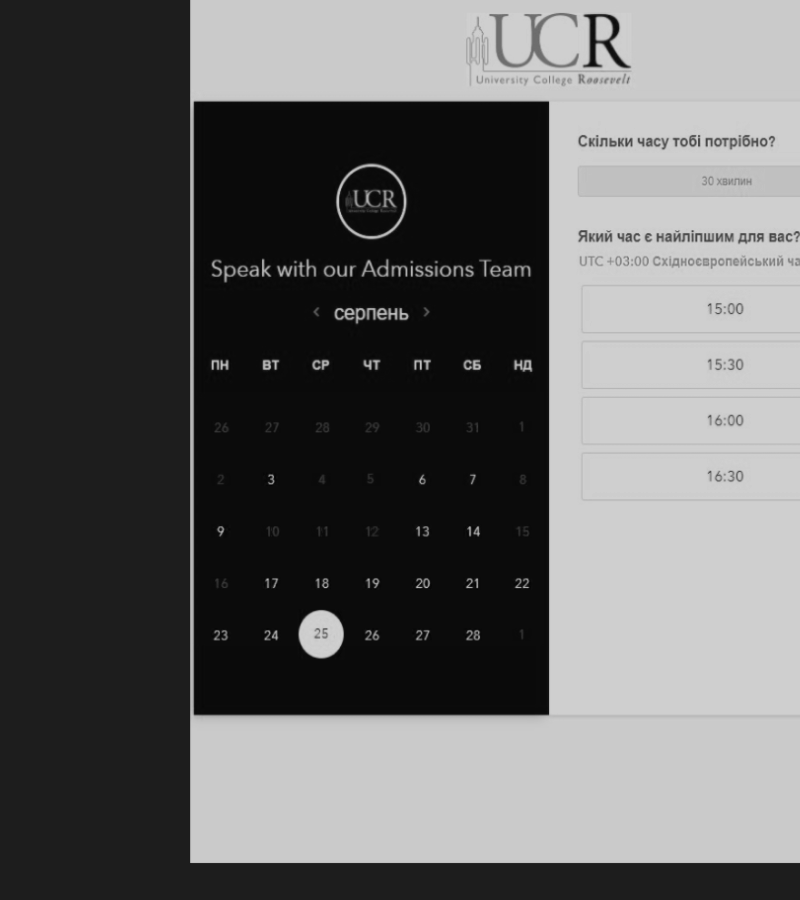 UCR
University College Roosevelt
UCR
Speak with our Admissions Team
< серпень >
ПН ВТ СР ЧТ ПТ СБ НД
26 27 28 29 30 31 1
2 3 4 5 6 7 8
9 10 11 12 13 14 15
16 17 18 19 20 21 22
23 24 25 26 27 28 1
Скільки часу тобі потрібно?
30 хвилин
Який час є найліпшим для вас?
UTC +03:00 Східноєвропейський ча
15:00
15:30
16:00
16:30